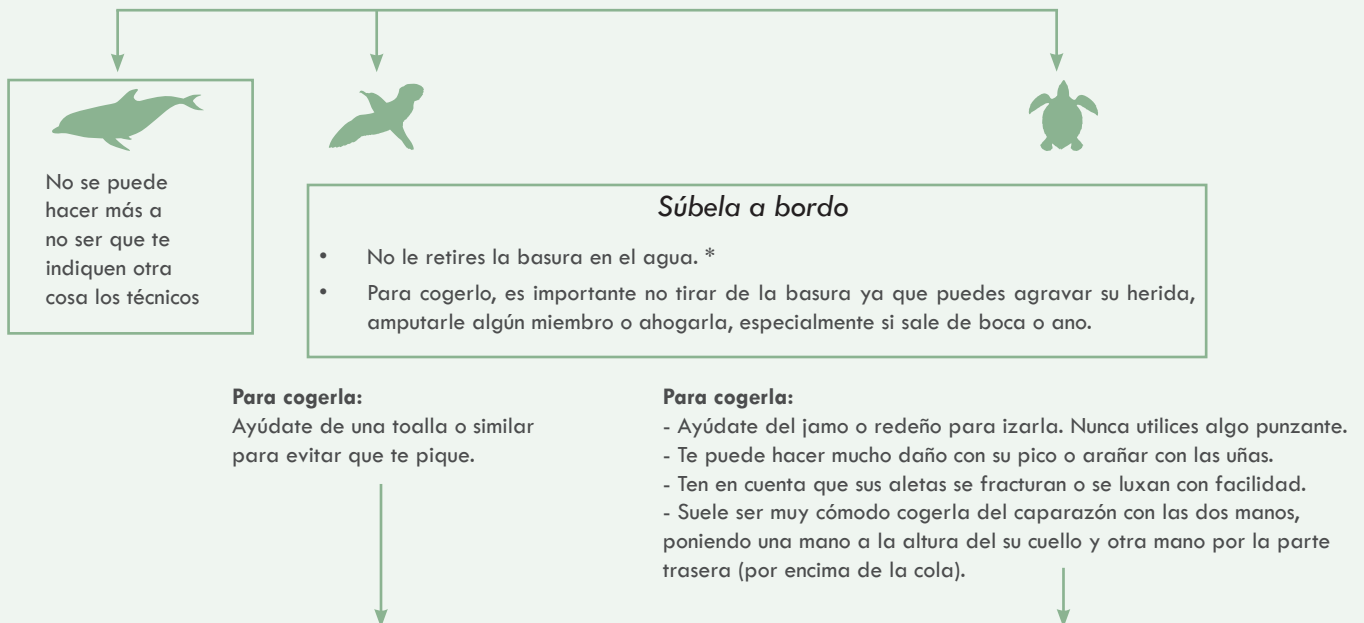 No se puede
hacer más a
no ser que te
indiquen otra
cosa los técnicos
Súbela a bordo
• No le retires la basura en el agua. *
• Para cogerlo, es importante no tirar de la basura ya que puedes agravar su herida,
amputarle algún miembro o ahogarla, especialmente si sale de boca o ano.
Para cogerla:
Ayúdate de una toalla o similar
para evitar que te pique.
Para cogerla:
- Ayúdate del jamo o redeño para izarla. Nunca utilices algo punzante.
- Te puede hacer mucho daño con su pico o arañar con las uñas.
- Ten en cuenta que sus aletas se fracturan o se luxan con facilidad.
- Suele ser muy cómodo cogerla del caparazón con las dos manos,
poniendo una mano a la altura del su cuello y otra mano por la parte
trasera (por encima de la cola).